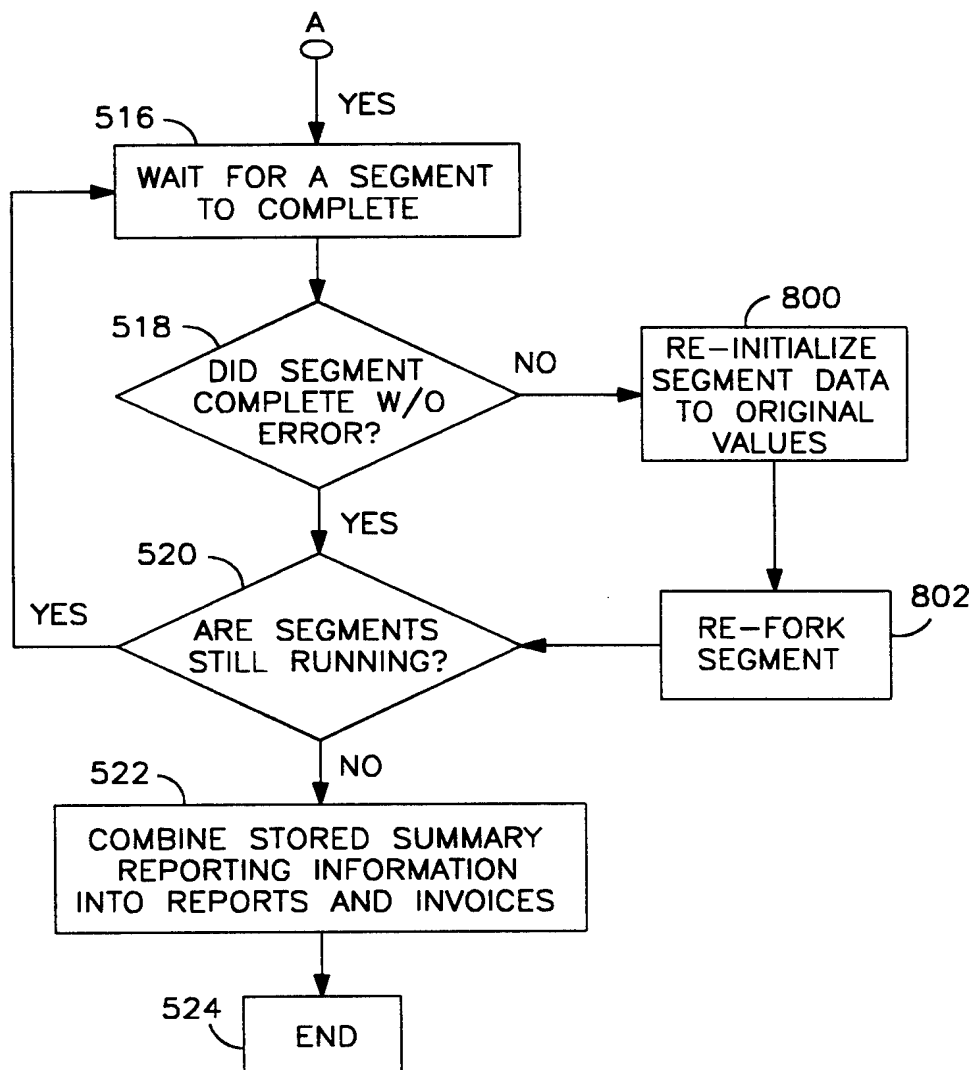 A
YES
516
WAIT FOR A SEGMENT
TO COMPLETE
518
DID SEGMENT
COMPLETE W/O
ERROR?
NO
800
RE-INITIALIZE
SEGMENT DATA
TO ORIGINAL
VALUES
YES
520
YES
ARE SEGMENTS
STILL RUNNING?
802
RE-FORK
SEGMENT
NO
522
COMBINE STORED SUMMARY
REPORTING INFORMATION
INTO REPORTS AND INVOICES
524
END